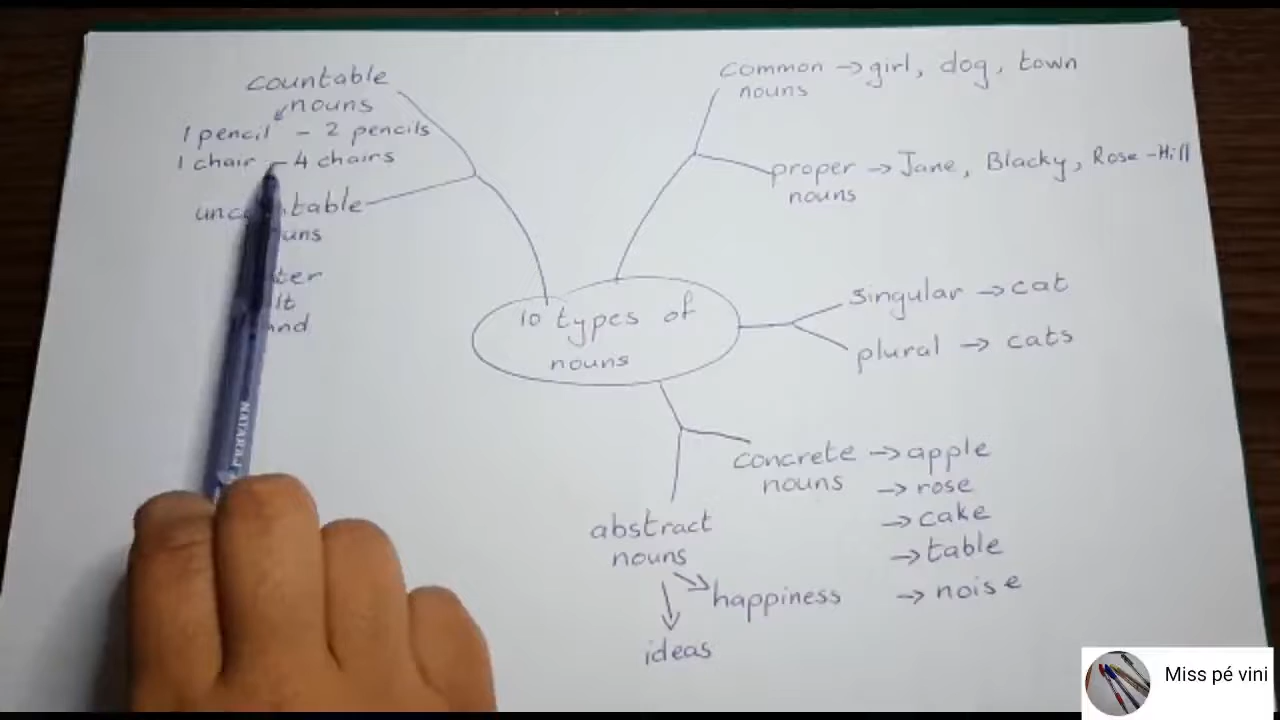 countable
nouns
1 pencil - 2 pencils
1 chair - 4 chairs
common → girl, dog, town
nouns
proper → Jane, Blacky, Rose-Hill
nouns
10 types of
nouns
singular → cat
plural → cats
concrete → apple
nouns → rose
→ cake
→ table
→ noise
abstract
nouns
happiness
ideas
NATARAJ
Miss pé vini